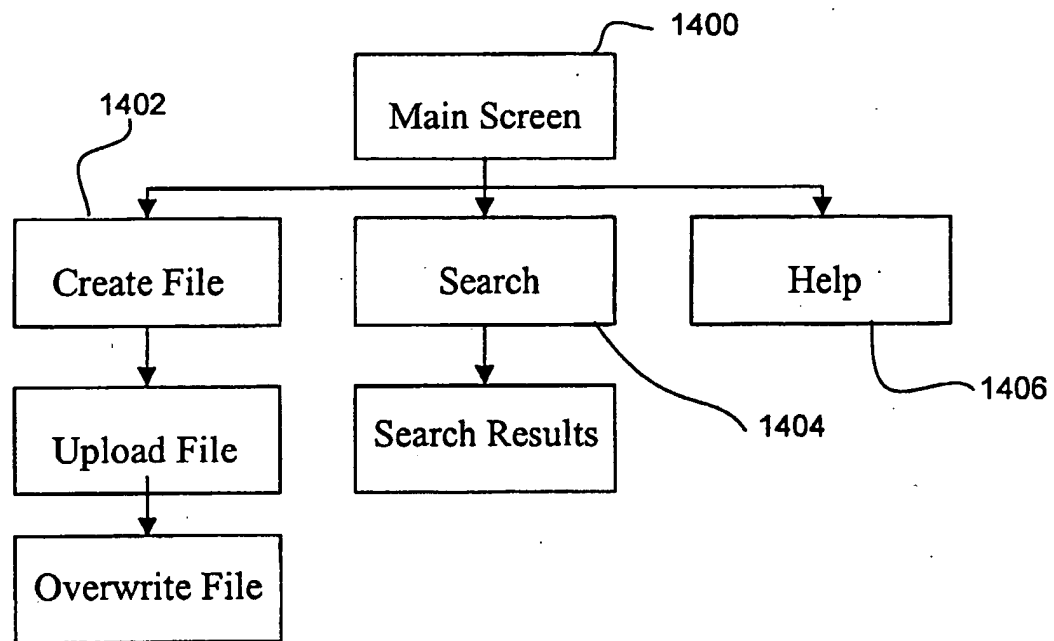 1400
Main Screen
1402
Create File
Search
Help
1404
1406
Upload File
Search Results
Overwrite File